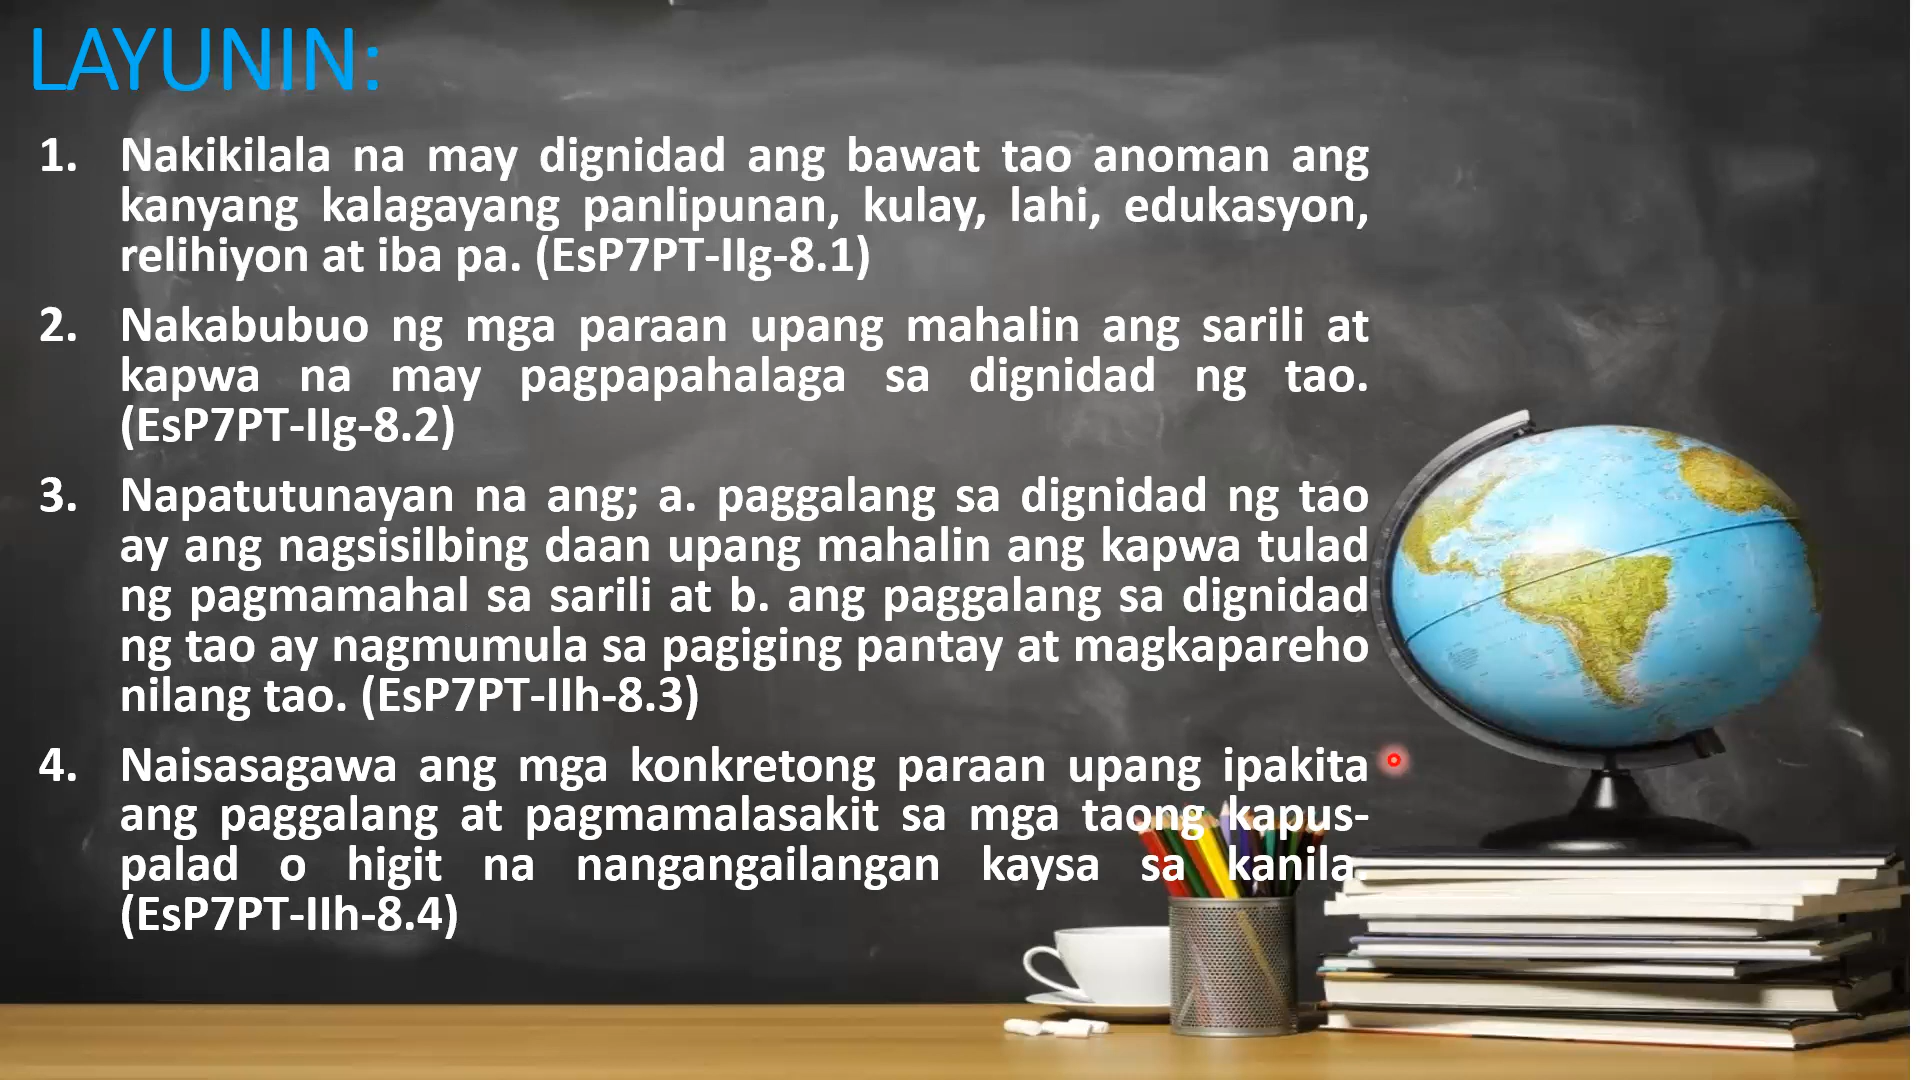 LAYUNIN:
1. Nakikilala na may dignidad ang bawat tao anoman ang
kanyang kalagayang panlipunan, kulay, lahi, edukasyon,
relihiyon at iba pa. (EsP7PT-IIg-8.1)
2. Nakabubuo ng mga paraan upang mahalin ang sarili at
kapwa na may pagpapahalaga sa dignidad ng tao.
(EsP7PT-IIg-8.2)
3. Napatutunayan na ang; a. paggalang sa dignidad ng tao
ay ang nagsisilbing daan upang mahalin ang kapwa tulad
ng pagmamahal sa sarili at b. ang paggalang sa dignidad
ng tao ay nagmumula sa pagiging pantay at magkapareho
nilang tao. (EsP7PT-IIh-8.3)
4. Naisasagawa ang mga konkretong paraan upang ipakita
ang paggalang at pagmamalasakit sa mga taong kapus-
palad o higit na nangangailangan kaysa sa kanila.
(EsP7PT-IIh-8.4)